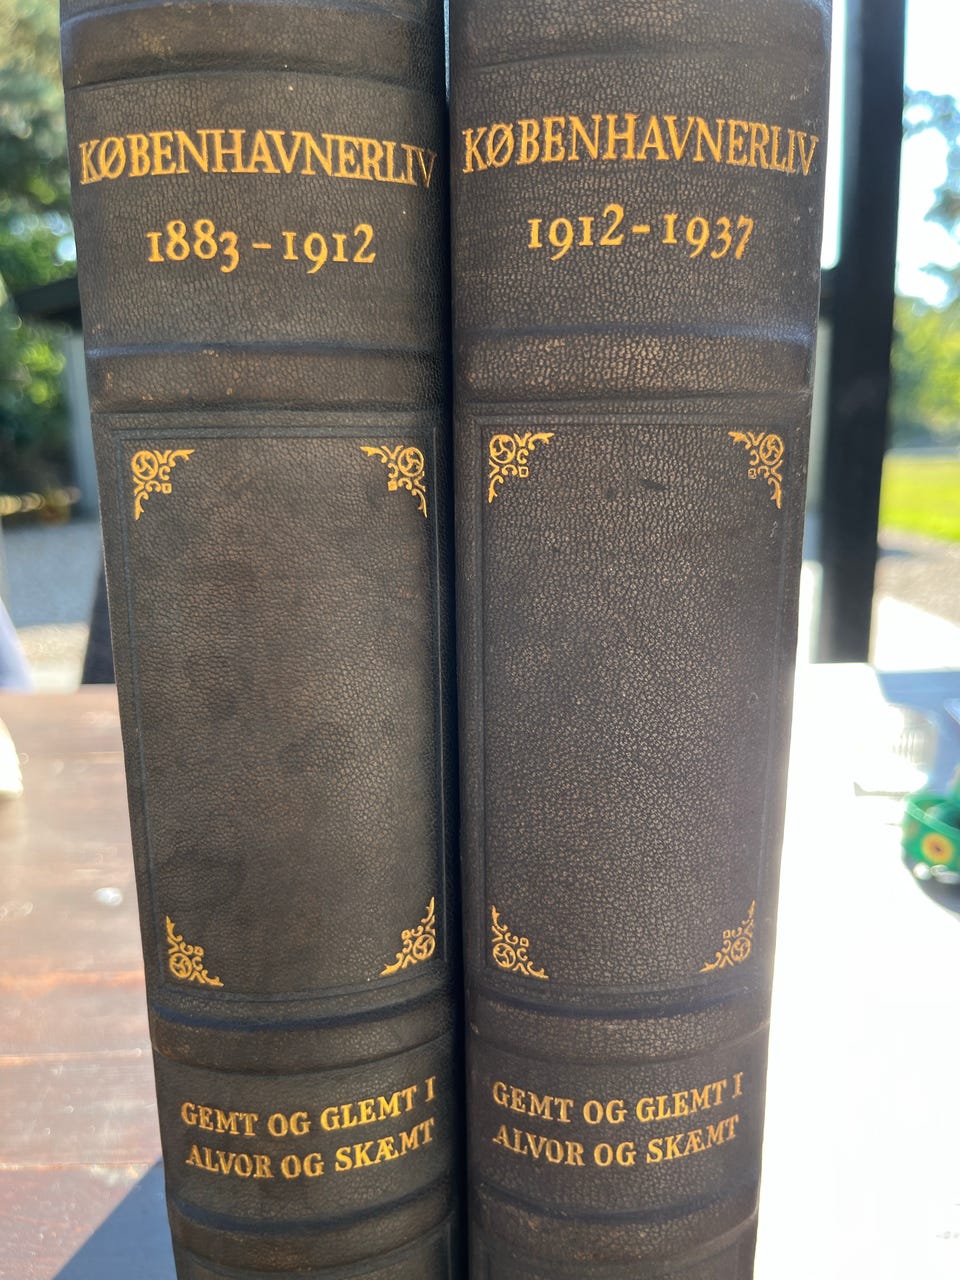 KØBENHAVNERLIV
1883-1912
GEMT OG GLEMT I
ALVOR OG SKÆMT
KØBENHAVNERLIV
1912-1937
GEMT OG GLEMT I
ALVOR OG SKÆMT